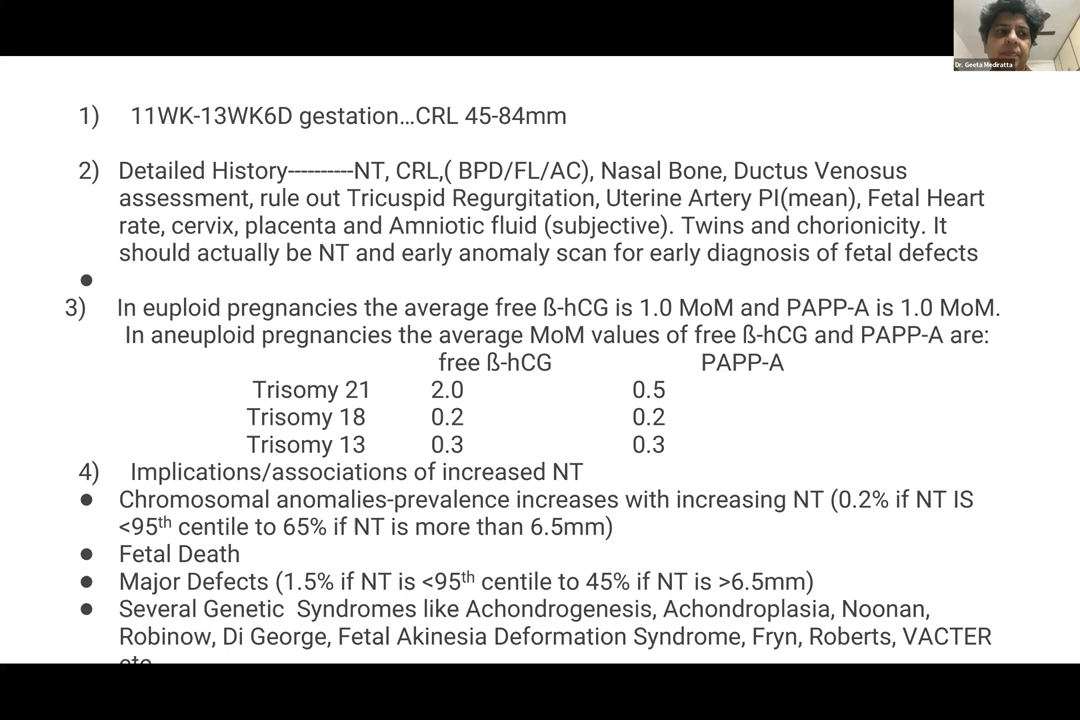 Dr. Geeta Mediratta
1) 11WK-13WK6D gestation...CRL 45-84mm
2) Detailed History----------NT, CRL,( BPD/FL/AC), Nasal Bone, Ductus Venosus
assessment, rule out Tricuspid Regurgitation, Uterine Artery PI(mean), Fetal Heart
rate, cervix, placenta and Amniotic fluid (subjective). Twins and chorionicity. It
should actually be NT and early anomaly scan for early diagnosis of fetal defects
●
3) In euploid pregnancies the average free ß-hCG is 1.0 MoM and PAPP-A is 1.0 MoM.
In aneuploid pregnancies the average MoM values of free ß-hCG and PAPP-A are:
free ß-hCG PAPP-A
Trisomy 21 2.0 0.5
Trisomy 18 0.2 0.2
Trisomy 13 0.3 0.3
4) Implications/associations of increased NT
● Chromosomal anomalies-prevalence increases with increasing NT (0.2% if NT IS
<95th centile to 65% if NT is more than 6.5mm)
● Fetal Death
● Major Defects (1.5% if NT is <95th centile to 45% if NT is >6.5mm)
● Several Genetic Syndromes like Achondrogenesis, Achondroplasia, Noonan,
Robinow, Di George, Fetal Akinesia Deformation Syndrome, Fryn, Roberts, VACTER